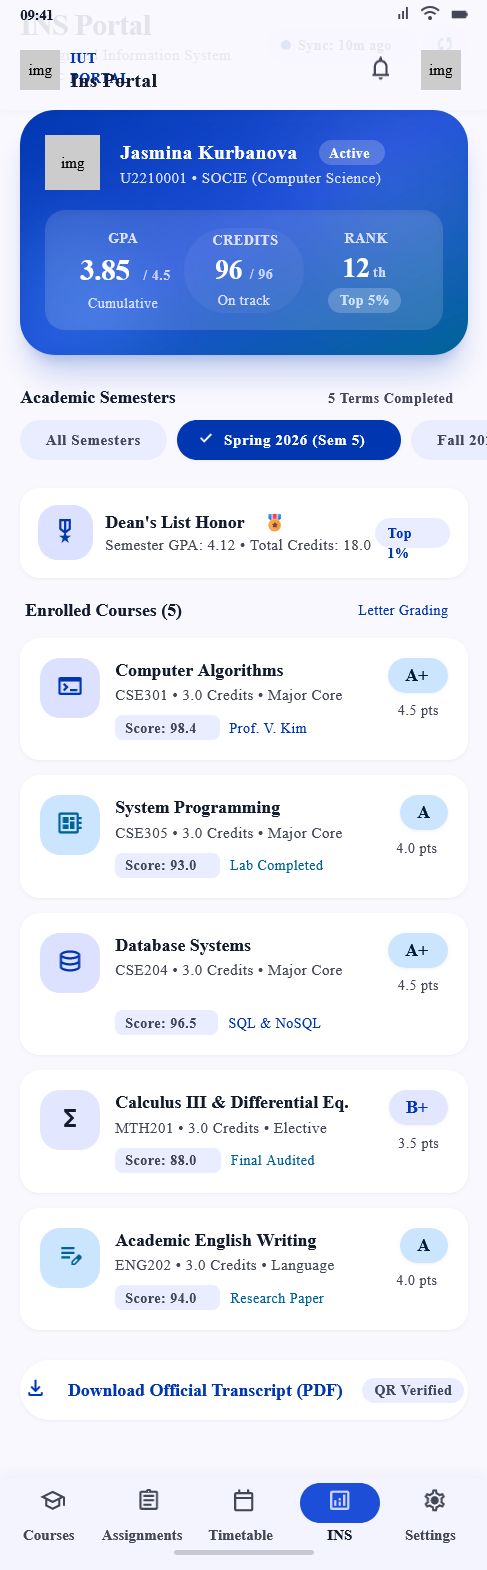 09:41
INS Portal
Information System
Sync: 10m ago
img
IUT
PORTAL
Ins Portal
img
img
Jasmina Kurbanova
Active
U2210001 • SOCIE (Computer Science)
GPA
CREDITS
RANK
3.85 / 4.5
96 / 96
12 th
Cumulative
On track
Top 5%
Academic Semesters
5 Terms Completed
All Semesters
Spring 2026 (Sem 5)
Fall 20
Dean's List Honor
Semester GPA: 4.12 • Total Credits: 18.0
Top
1%
Enrolled Courses (5)
Letter Grading
Computer Algorithms
A+
CSE301 • 3.0 Credits • Major Core
4.5 pts
Score: 98.4
Prof. V. Kim
System Programming
A
CSE305 • 3.0 Credits • Major Core
4.0 pts
Score: 93.0
Lab Completed
Database Systems
A+
CSE204 • 3.0 Credits • Major Core
4.5 pts
Score: 96.5
SQL & NoSQL
Calculus III & Differential Eq.
B+
MTH201 • 3.0 Credits • Elective
3.5 pts
Score: 88.0
Final Audited
Academic English Writing
A
ENG202 • 3.0 Credits • Language
4.0 pts
Score: 94.0
Research Paper
Download Official Transcript (PDF)
QR Verified
Courses
Assignments
Timetable
INS
Settings